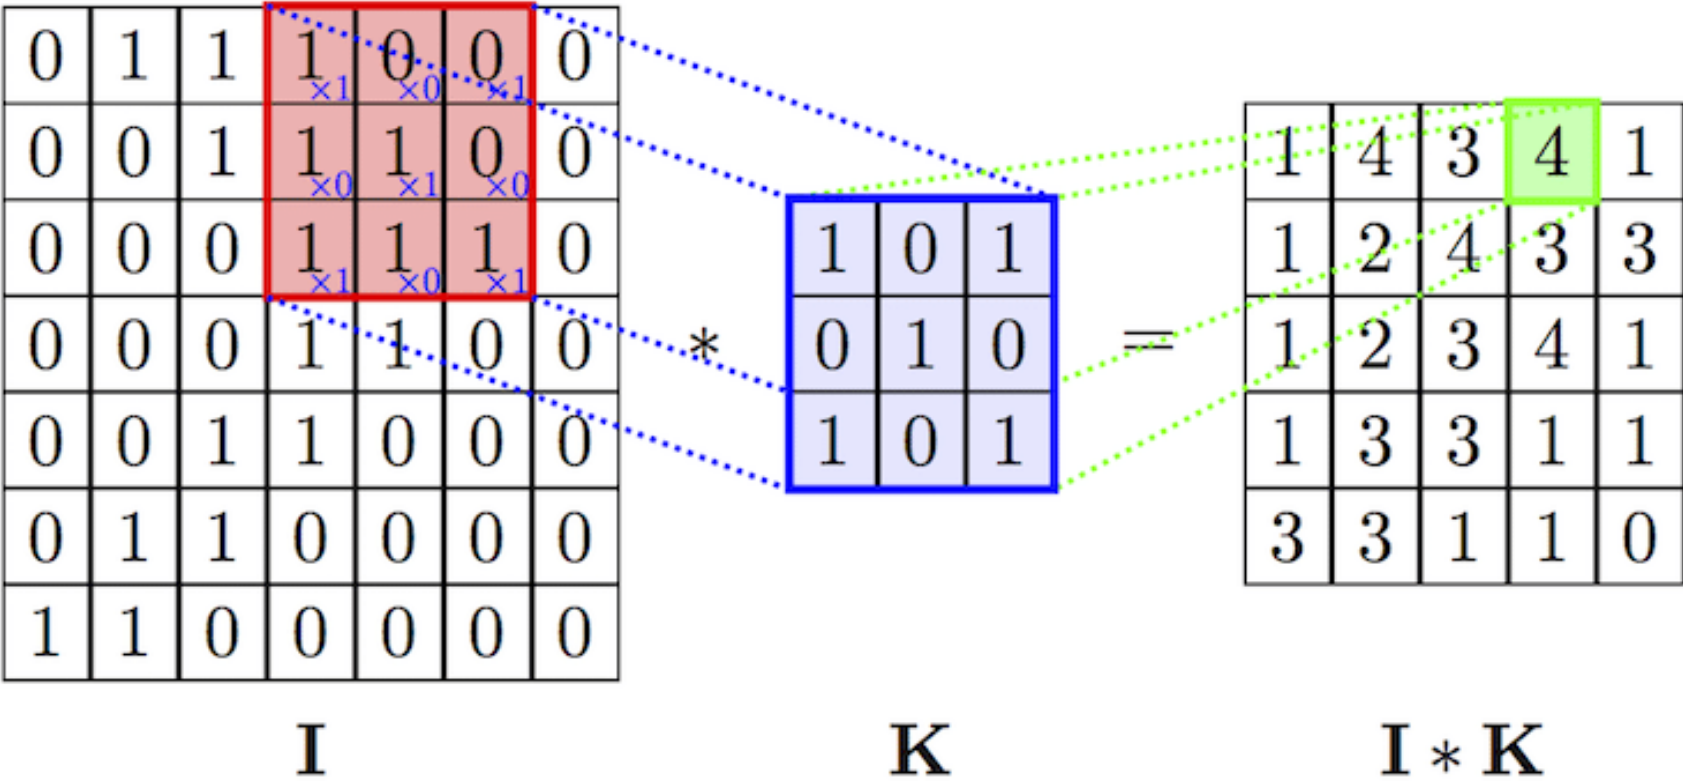 0 1 1 1 0 0 0
×1 ×0 ×1
0 0 1 1 1 0 0
×0 ×1 ×0
0 0 0 1 1 1 0
×1 ×0 ×1
0 0 0 1 1 0 0
0 0 1 1 0 0 0
0 1 1 0 0 0 0
1 1 0 0 0 0 0
I
*
1 0 1
0 1 0
1 0 1
K
=
1 4 3 4 1
1 2 4 3 3
1 2 3 4 1
1 3 3 1 1
3 3 1 1 0
I * K